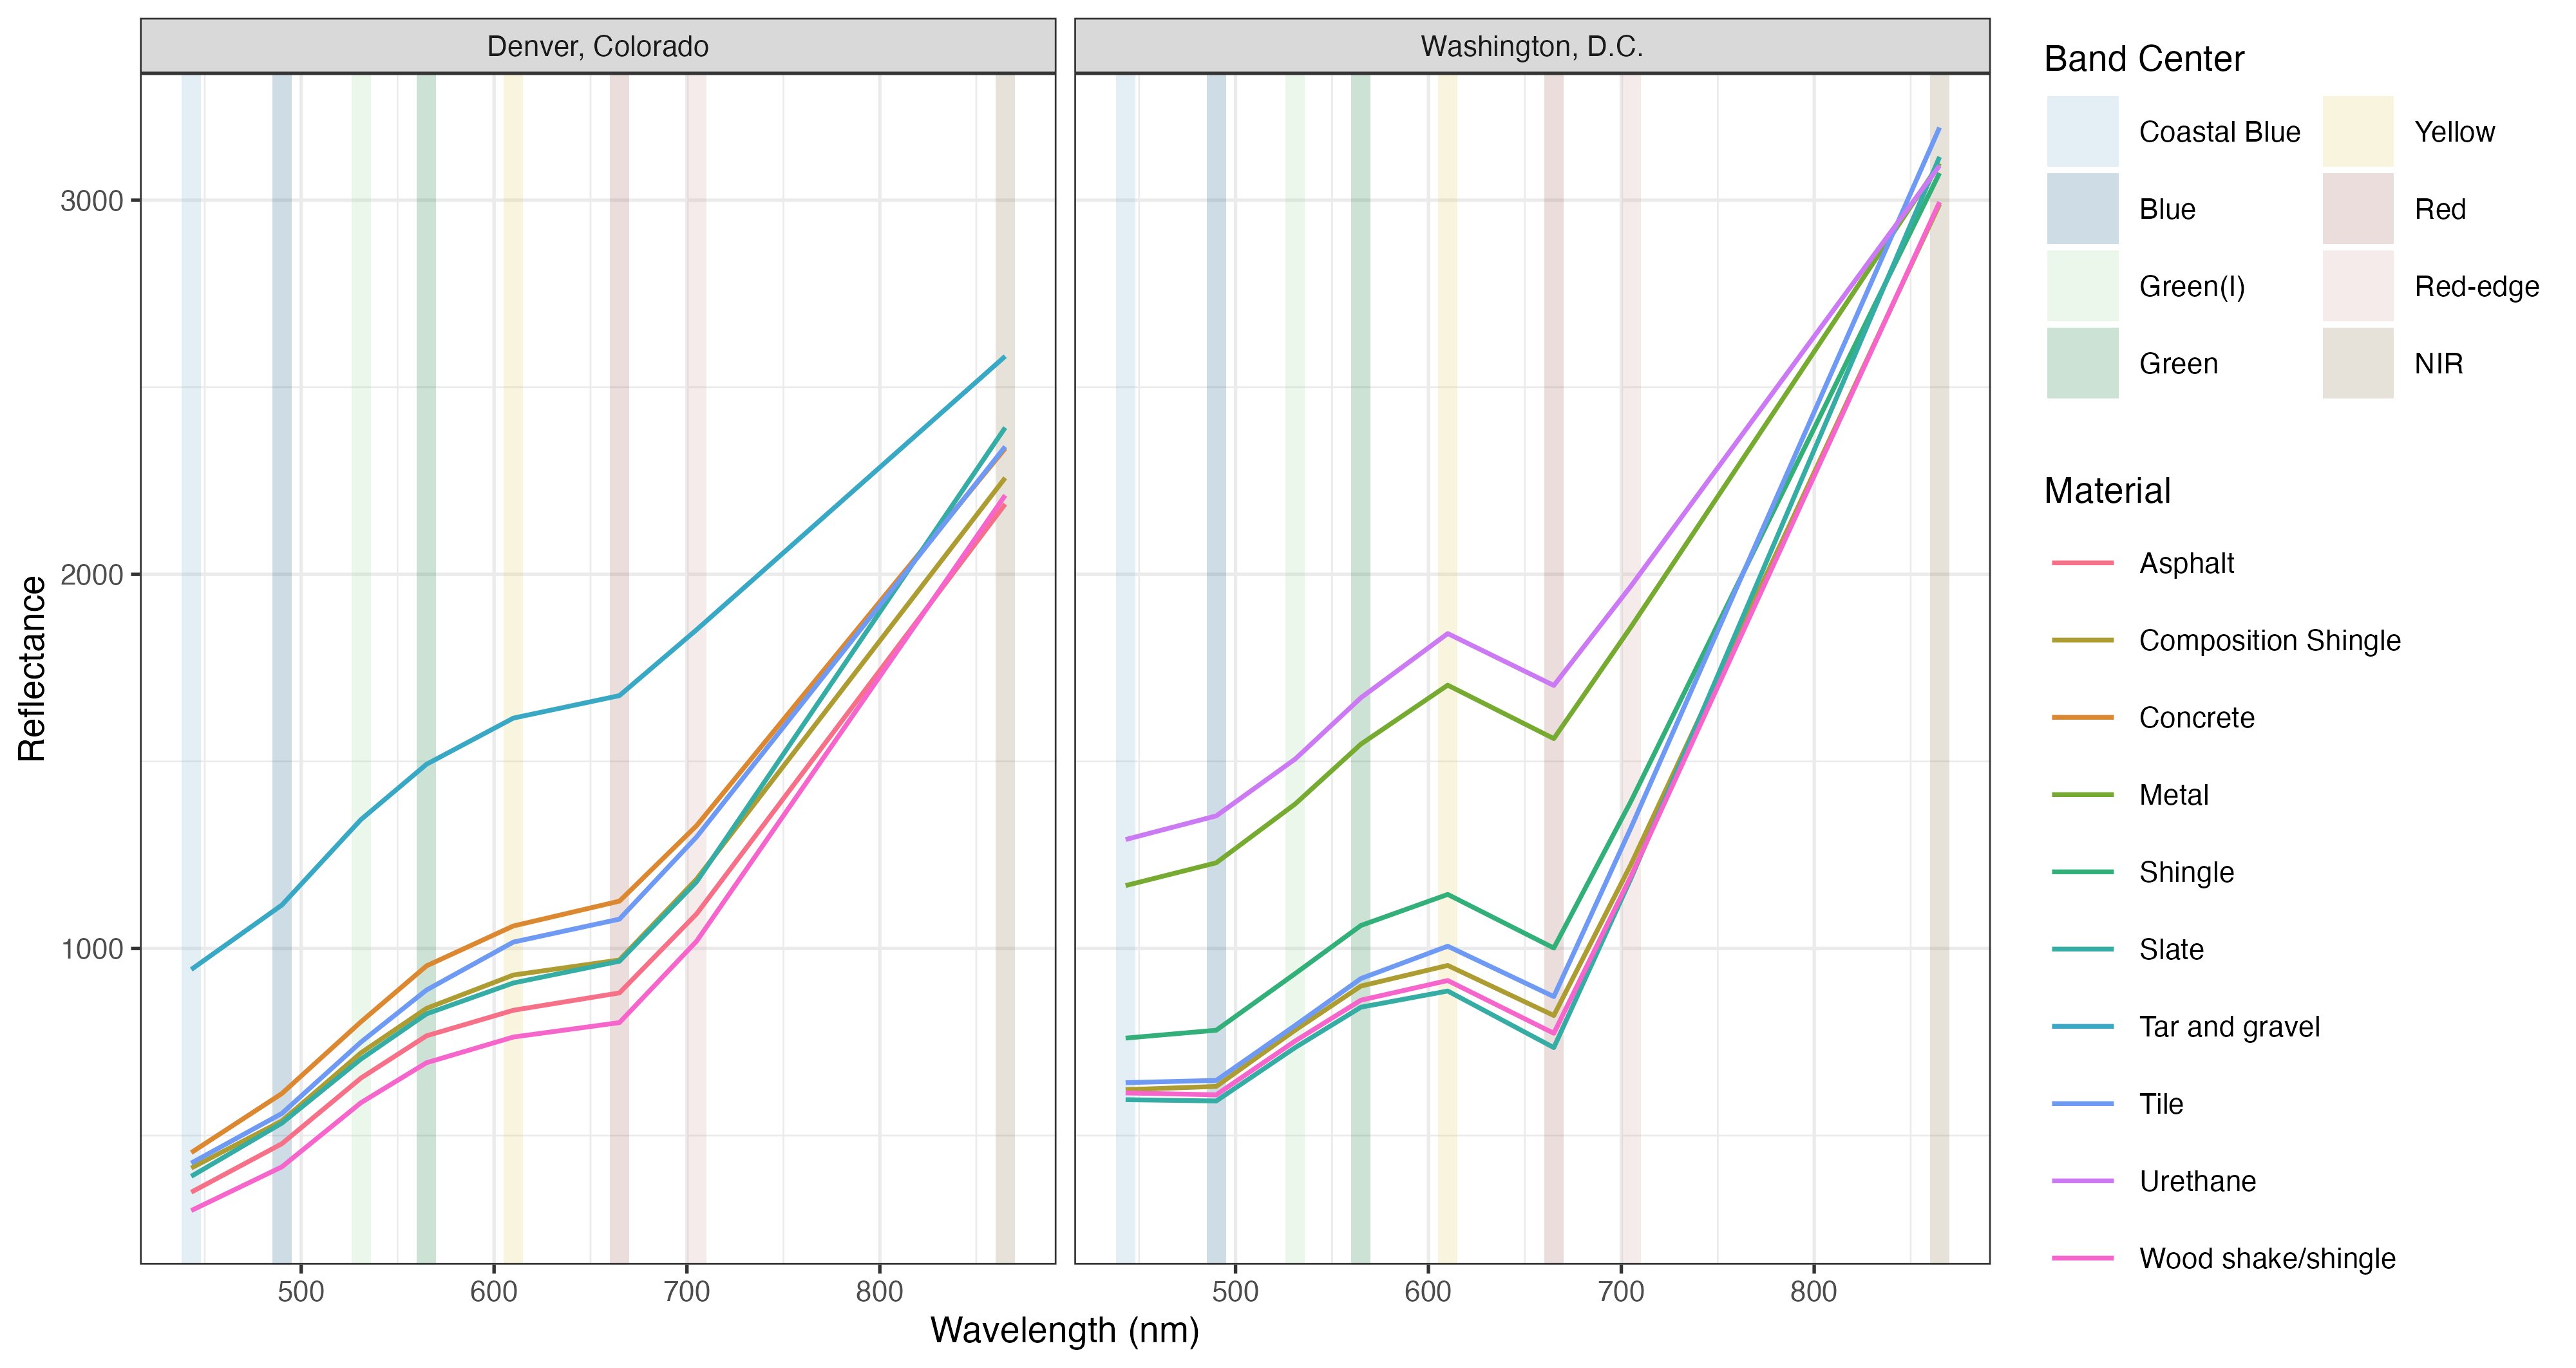 Denver, Colorado
Washington, D.C.
Reflectance
3000
2000
1000
500 600 700 800
500 600 700 800
Wavelength (nm)
Band Center
Coastal Blue Yellow
Blue Red
Green(I) Red-edge
Green NIR
Material
Asphalt
Composition Shingle
Concrete
Metal
Shingle
Slate
Tar and gravel
Tile
Urethane
Wood shake/shingle